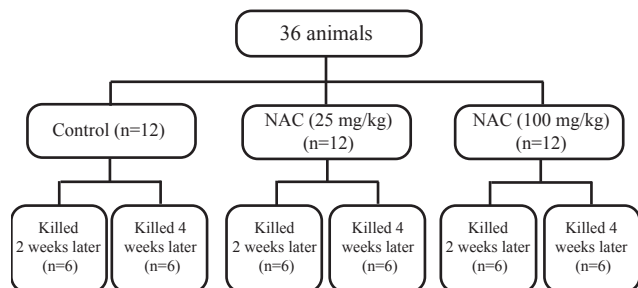 36 animals
Control (n=12)
NAC (25 mg/kg)
(n=12)
NAC (100 mg/kg)
(n=12)
Killed
2 weeks later
(n=6)
Killed 4
weeks later
(n=6)
Killed
2 weeks later
(n=6)
Killed 4
weeks later
(n=6)
Killed
2 weeks later
(n=6)
Killed 4
weeks later
(n=6)